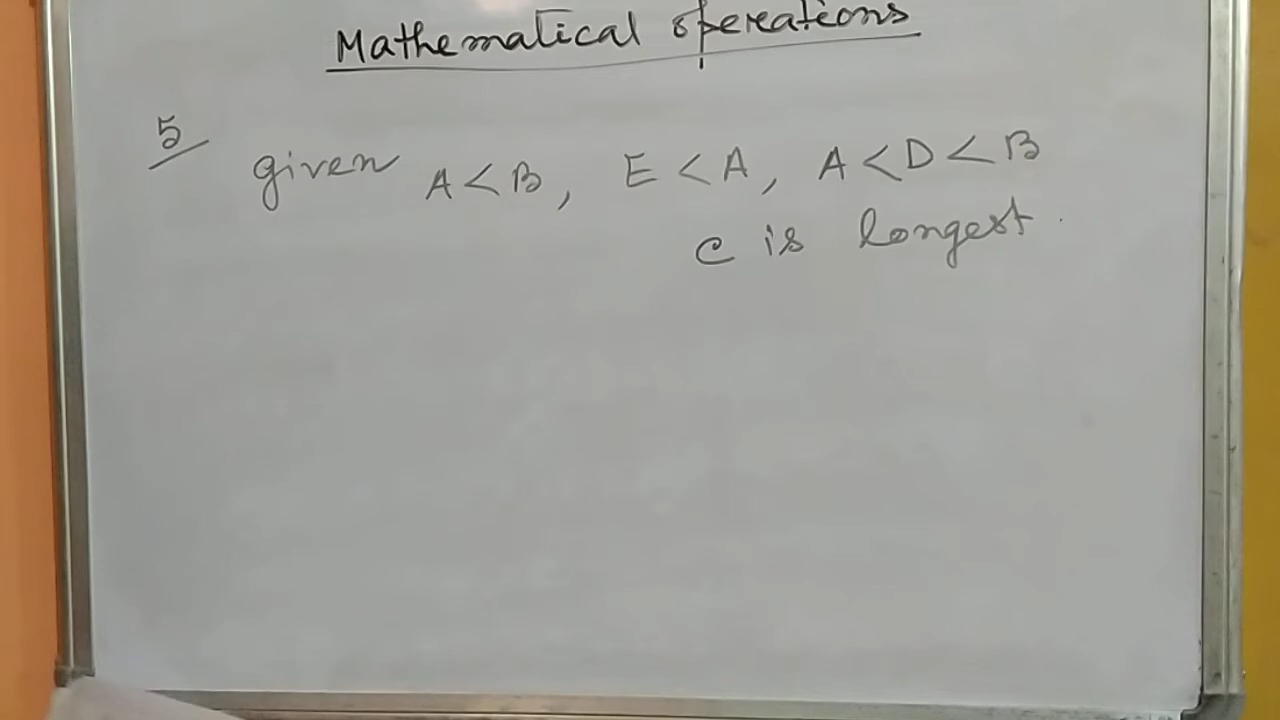 Mathematical operations
5
given A<B, E<A, A<D<B
C is longest.